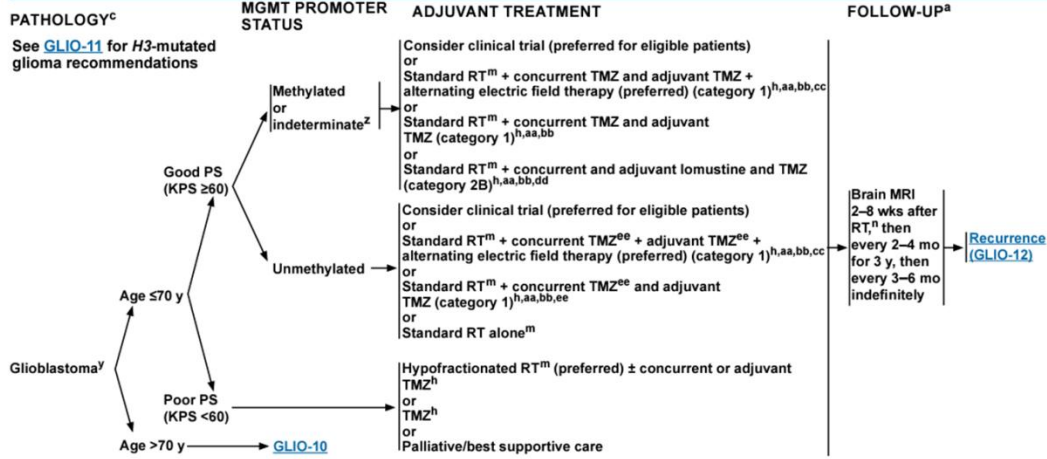 PATHOLOGYᶜ
See GLIO-11 for H3-mutated
glioma recommendations
MGMT PROMOTER
STATUS
ADJUVANT TREATMENT
FOLLOW-UPᵃ
Glioblastomaʸ
Age ≤70 y
Age >70 y
GLIO-10
Good PS
(KPS ≥60)
Poor PS
(KPS <60)
Methylated
or
indeterminateᶻ
Consider clinical trial (preferred for eligible patients)
or
Standard RTᵐ + concurrent TMZ and adjuvant TMZ +
alternating electric field therapy (preferred) (category 1)ʰ,ᵃᵃ,ᵇᵇ,ᶜᶜ
or
Standard RTᵐ + concurrent TMZ and adjuvant
TMZ (category 1)ʰ,ᵃᵃ,ᵇᵇ
or
Standard RTᵐ + concurrent and adjuvant lomustine and TMZ
(category 2B)ʰ,ᵃᵃ,ᵇᵇ,ᵈᵈ
Unmethylated
Consider clinical trial (preferred for eligible patients)
or
Standard RTᵐ + concurrent TMZᵉᵉ + adjuvant TMZᵉᵉ +
alternating electric field therapy (preferred) (category 1)ʰ,ᵃᵃ,ᵇᵇ,ᶜᶜ
or
Standard RTᵐ + concurrent TMZᵉᵉ and adjuvant
TMZ (category 1)ʰ,ᵃᵃ,ᵇᵇ,ᵉᵉ
or
Standard RT aloneᵐ
Hypofractionated RTᵐ (preferred) ± concurrent or adjuvant
TMZʰ
or
TMZʰ
or
Palliative/best supportive care
Brain MRI
2–8 wks after
RT,ⁿ then
every 2–4 mo
for 3 y, then
every 3–6 mo
indefinitely
Recurrence
(GLIO-12)